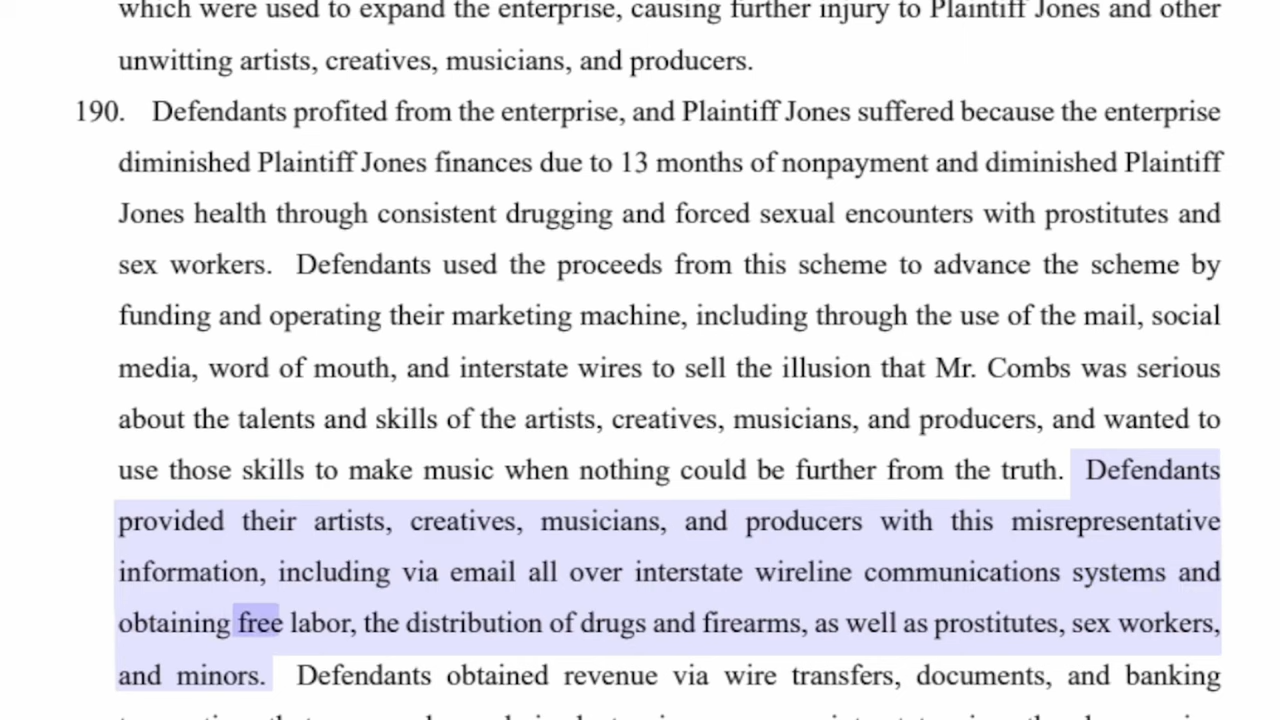 which were used to expand the enterprise, causing further injury to Plaintiff Jones and other
unwitting artists, creatives, musicians, and producers.
190. Defendants profited from the enterprise, and Plaintiff Jones suffered because the enterprise
diminished Plaintiff Jones finances due to 13 months of nonpayment and diminished Plaintiff
Jones health through consistent drugging and forced sexual encounters with prostitutes and
sex workers. Defendants used the proceeds from this scheme to advance the scheme by
funding and operating their marketing machine, including through the use of the mail, social
media, word of mouth, and interstate wires to sell the illusion that Mr. Combs was serious
about the talents and skills of the artists, creatives, musicians, and producers, and wanted to
use those skills to make music when nothing could be further from the truth. Defendants
provided their artists, creatives, musicians, and producers with this misrepresentative
information, including via email all over interstate wireline communications systems and
obtaining free labor, the distribution of drugs and firearms, as well as prostitutes, sex workers,
and minors. Defendants obtained revenue via wire transfers, documents, and banking